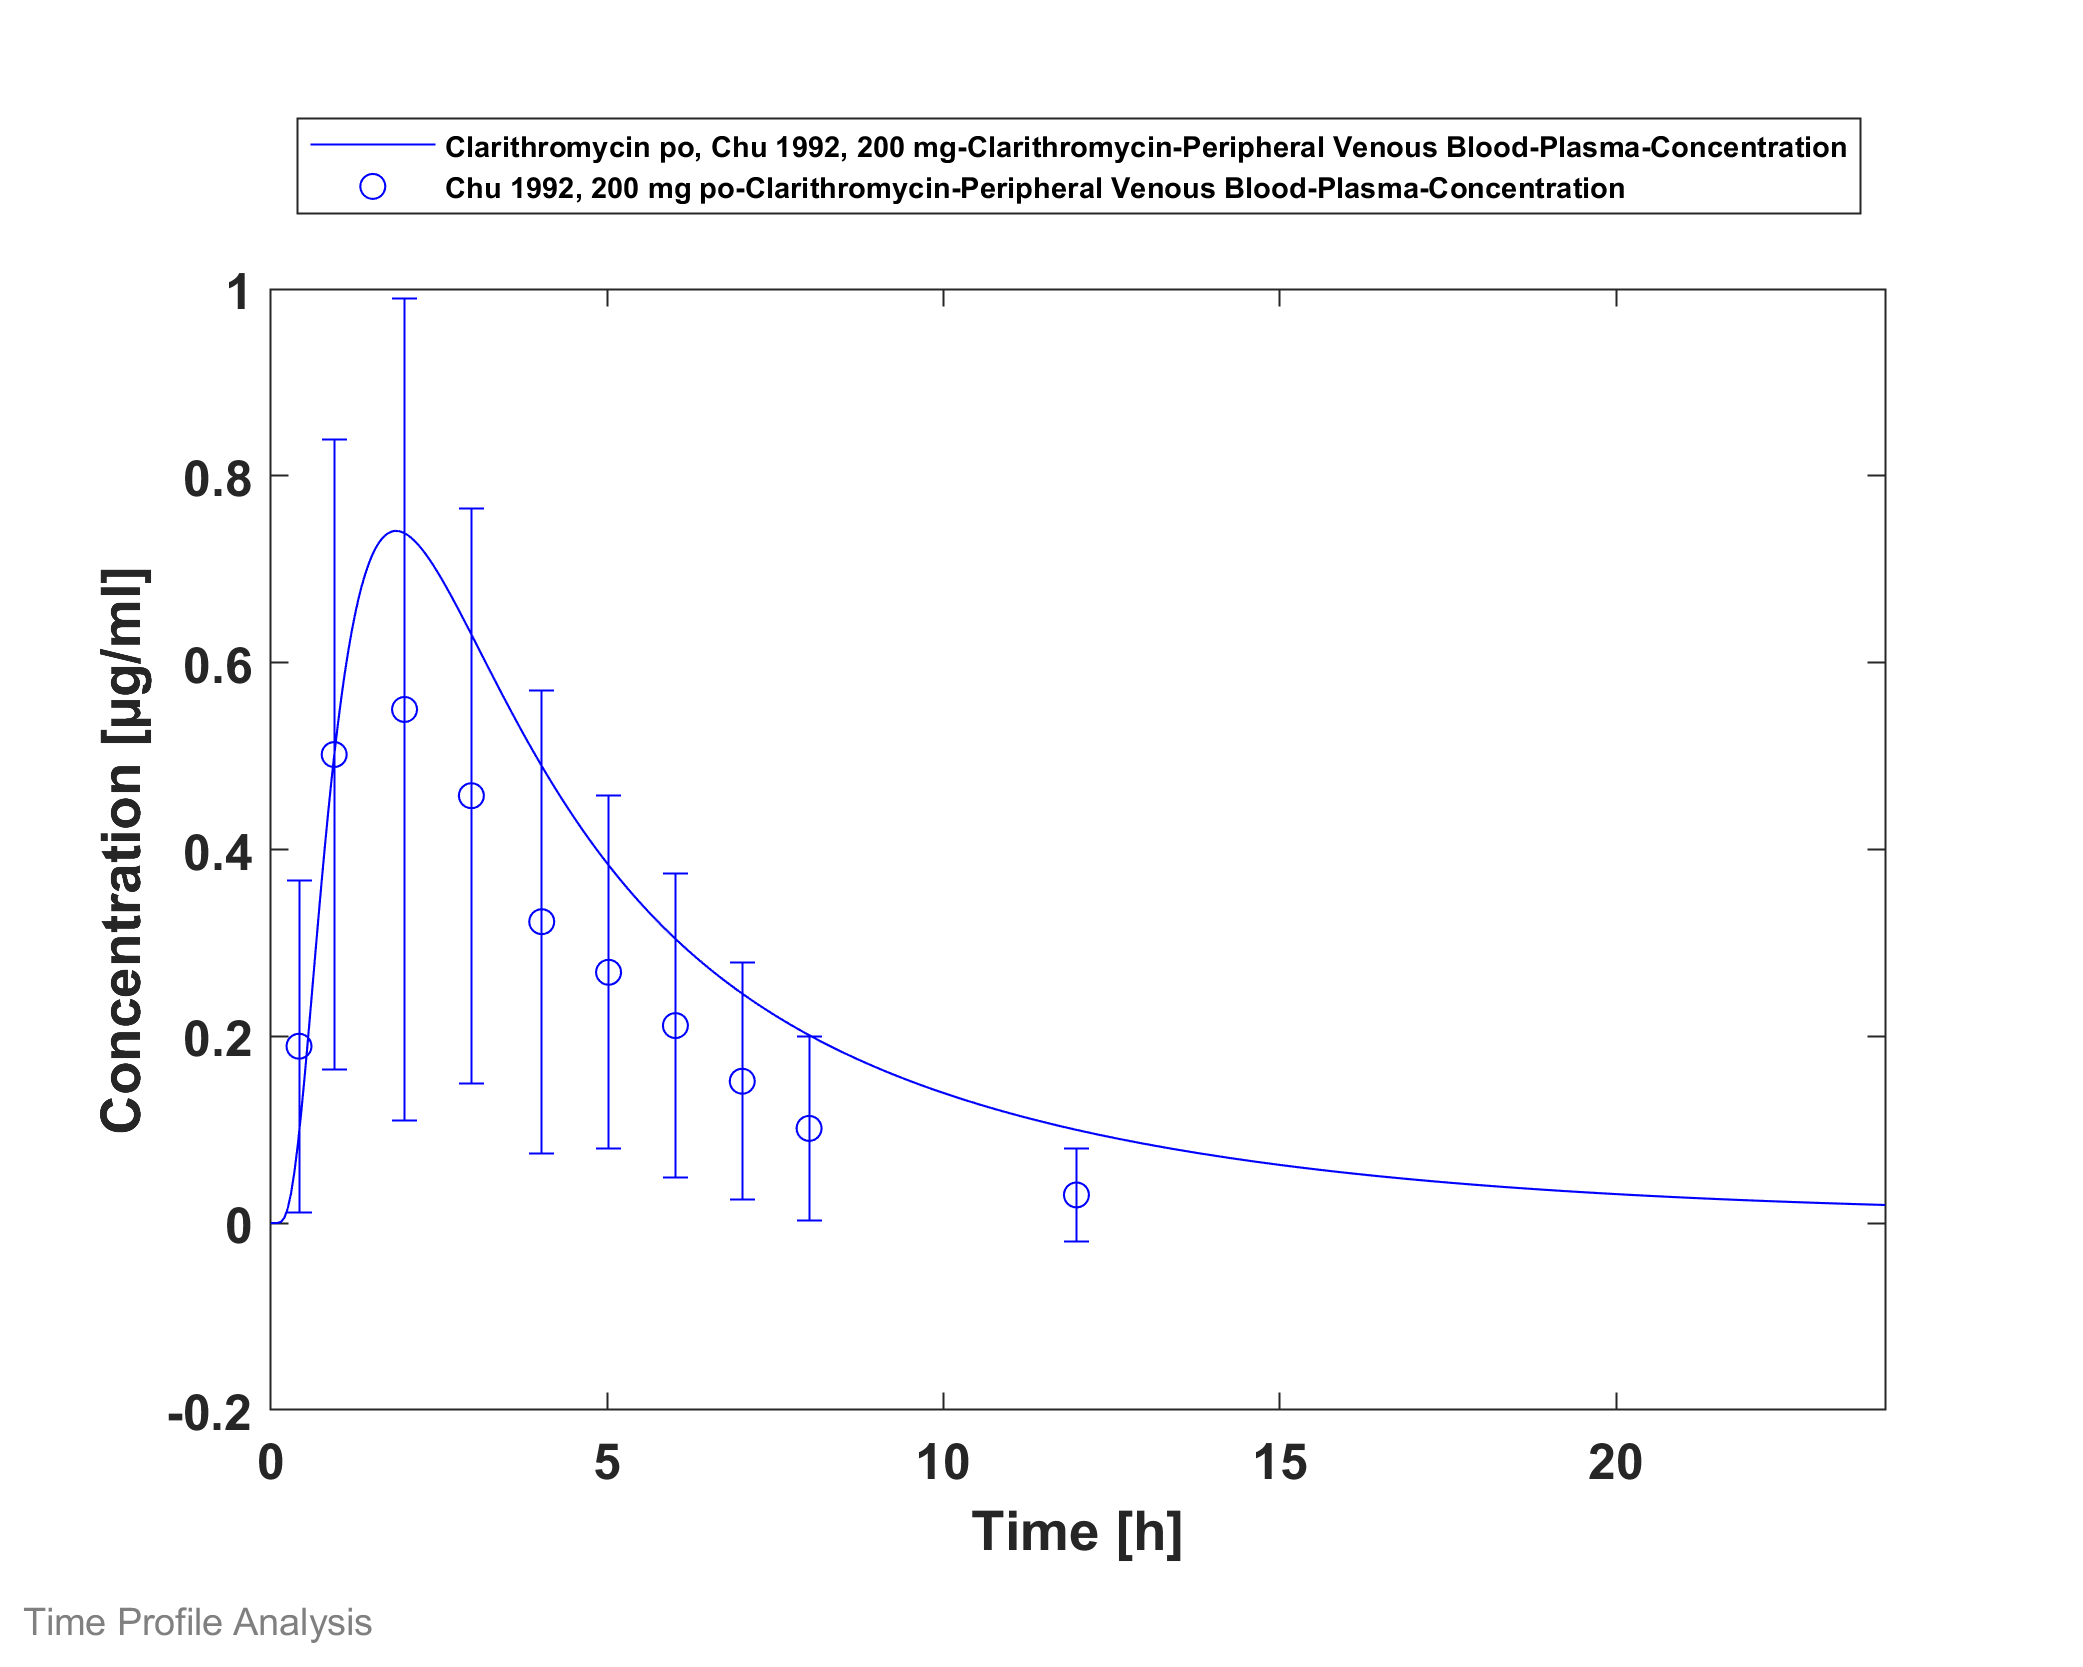 Clarithromycin po, Chu 1992, 200 mg-Clarithromycin-Peripheral Venous Blood-Plasma-Concentration
Chu 1992, 200 mg po-Clarithromycin-Peripheral Venous Blood-Plasma-Concentration
1
0.8
0.6
0.4
0.2
0
-0.2
Concentration [µg/ml]
0 5 10 15 20
Time [h]
Time Profile Analysis